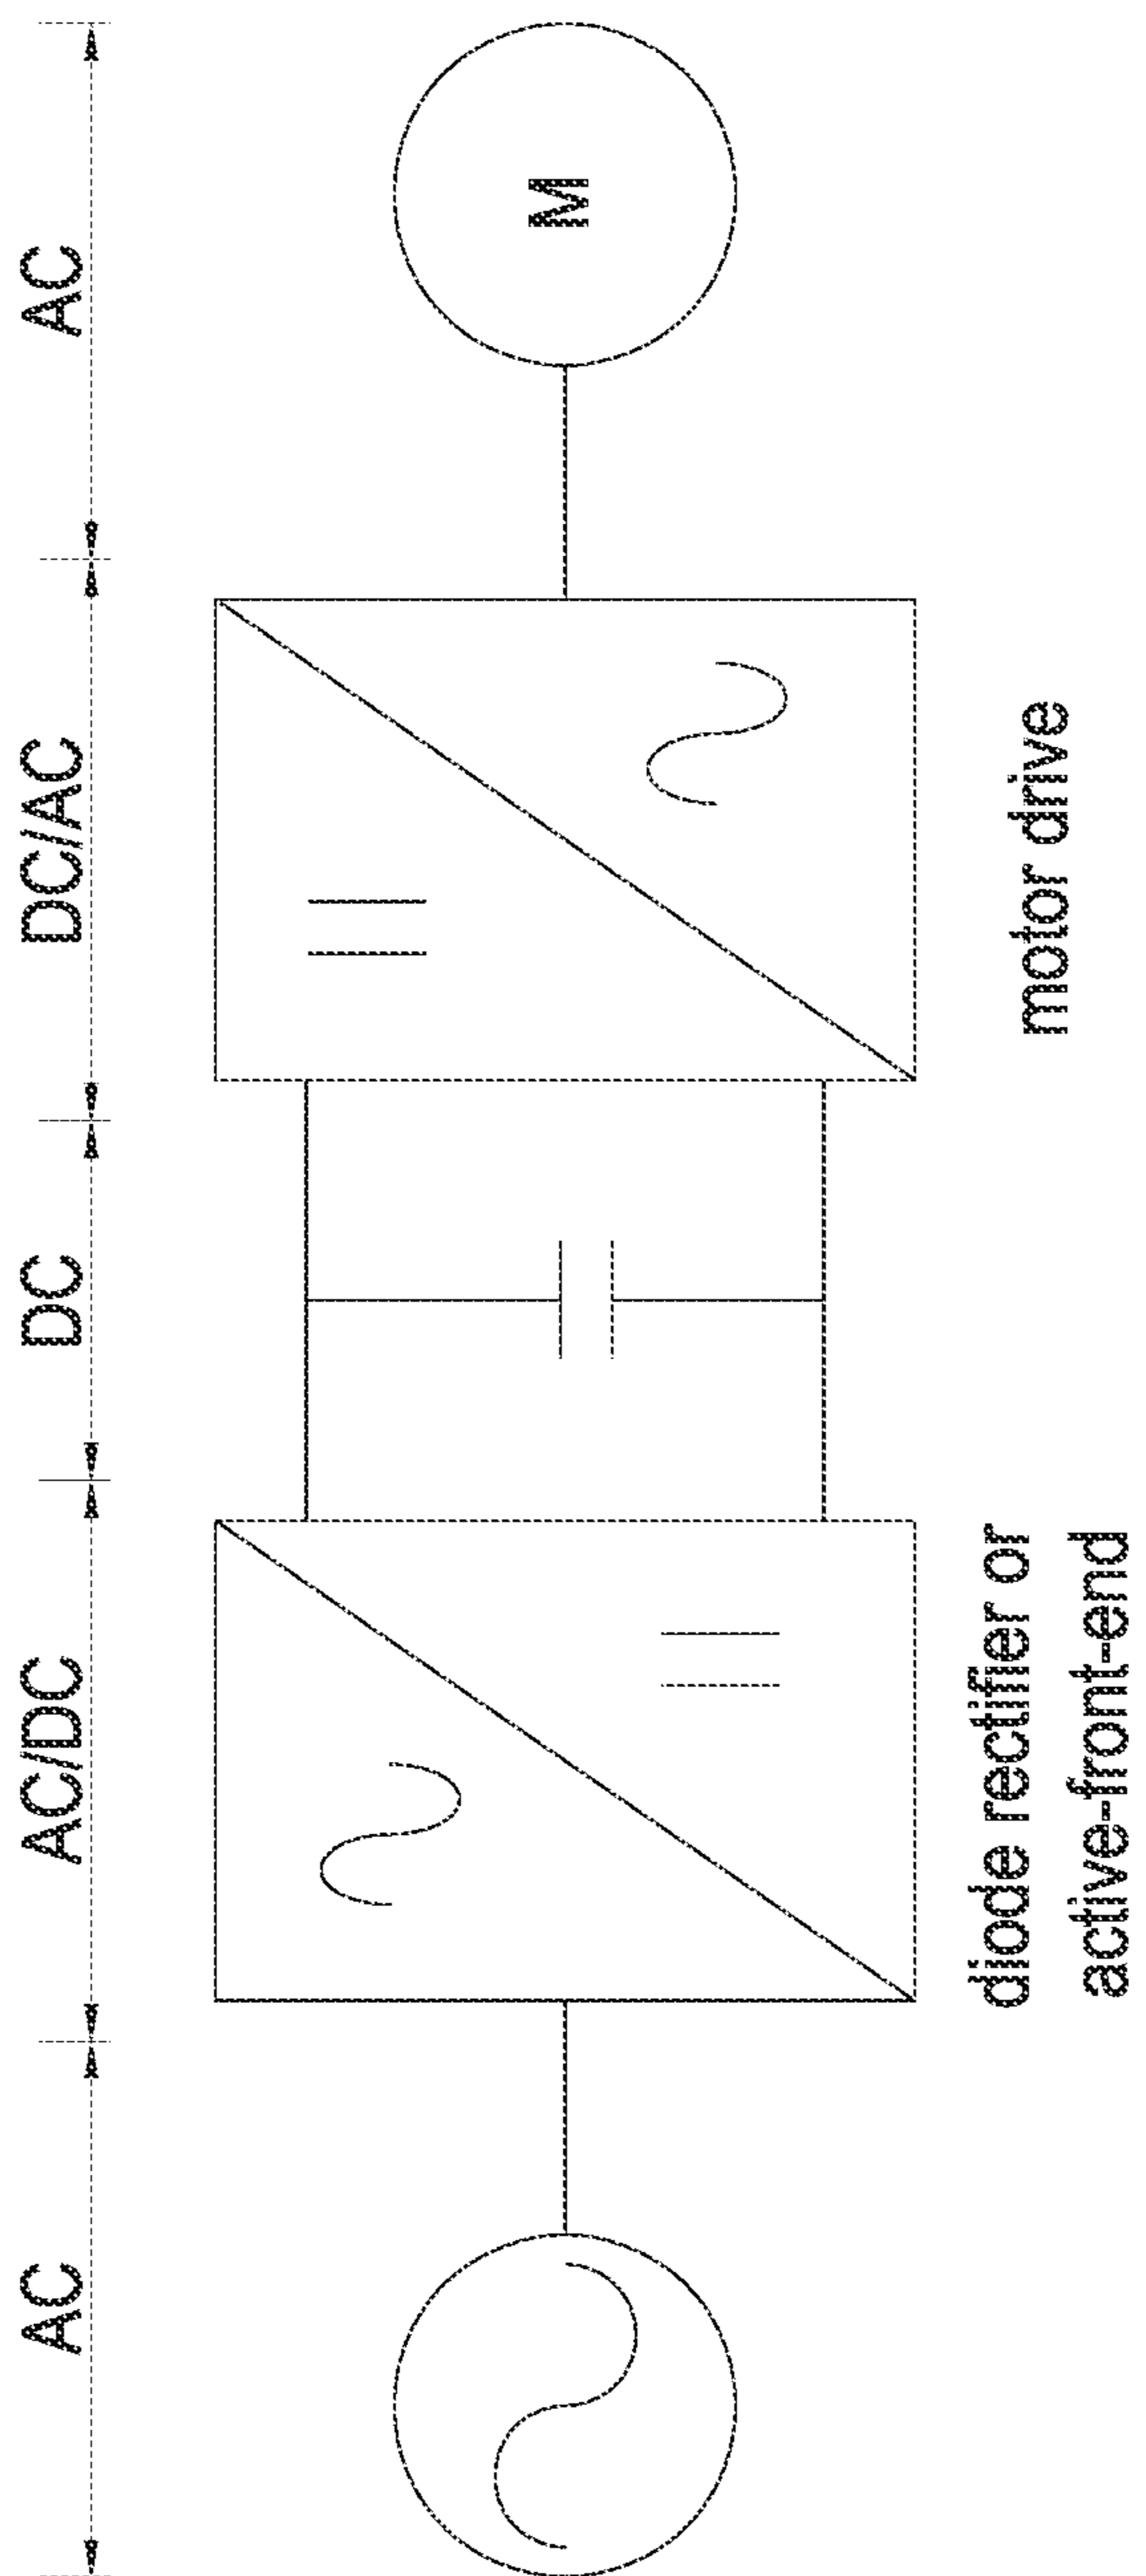 AC
AC/DC
DC
DC/AC
AC
M
diode rectifier or
active-front-end
motor drive